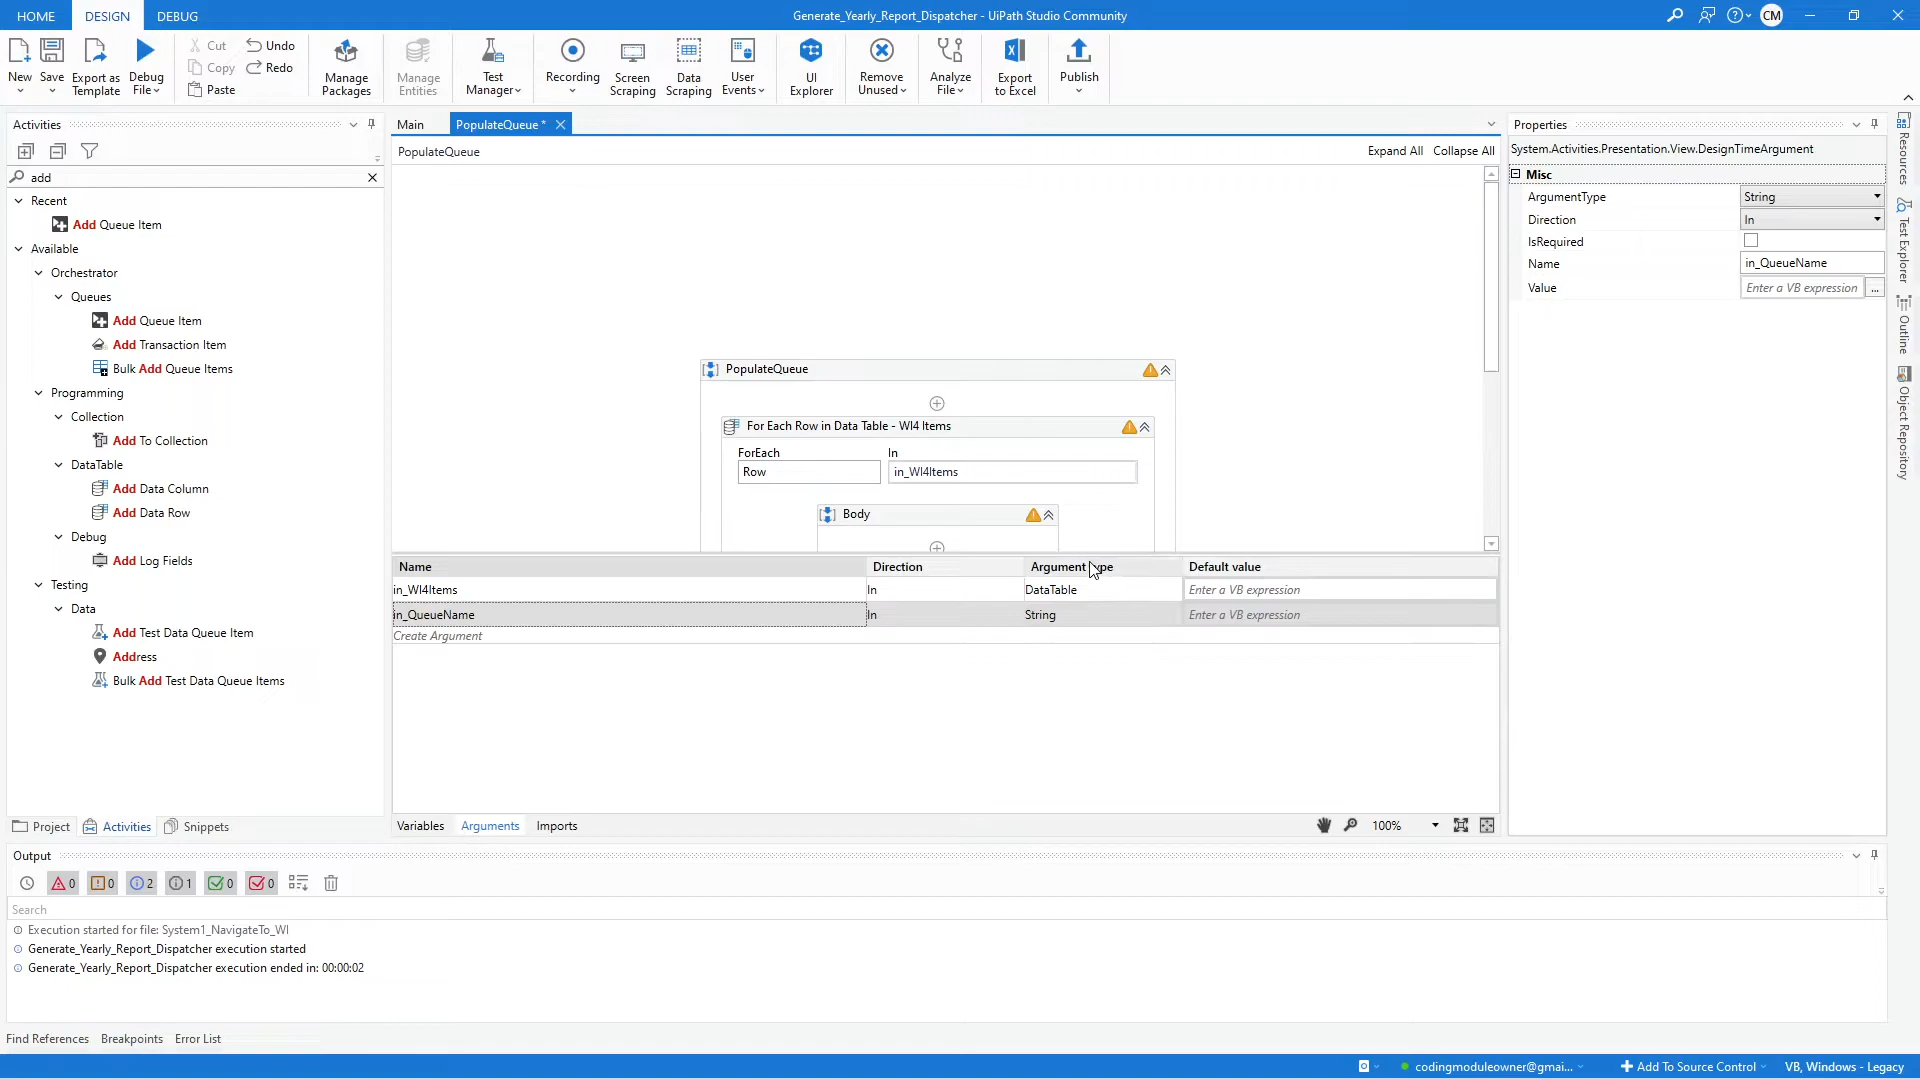 HOME DESIGN DEBUG Generate_Yearly_Report_Dispatcher - UiPath Studio Community CM
New Save Export as Template Debug File Cut Copy Paste Undo Redo Manage Packages Manage Entities Test Manager Recording Screen Scraping Data Scraping User Events UI Explorer Remove Unused Analyze File Export to Excel Publish
Activities
add
Recent
Add Queue Item
Available
Orchestrator
Queues
Add Queue Item
Add Transaction Item
Bulk Add Queue Items
Programming
Collection
Add To Collection
DataTable
Add Data Column
Add Data Row
Debug
Add Log Fields
Testing
Data
Add Test Data Queue Item
Address
Bulk Add Test Data Queue Items
Project Activities Snippets
Main PopulateQueue *
PopulateQueue Expand All Collapse All
PopulateQueue
For Each Row in Data Table - WI4 Items
ForEach In
Row in_WI4Items
Body
Name Direction Argument type Default value
in_WI4Items In DataTable Enter a VB expression
in_QueueName In String Enter a VB expression
Create Argument
Variables Arguments Imports 100%
Properties
System.Activities.Presentation.View.DesignTimeArgument
Misc
ArgumentType String
Direction In
IsRequired
Name in_QueueName
Value Enter a VB expression ...
Resources
Test Explorer
Outline
Object Repository
Output
0 0 2 1 0 0
Search
Execution started for file: System1_NavigateTo_WI
Generate_Yearly_Report_Dispatcher execution started
Generate_Yearly_Report_Dispatcher execution ended in: 00:00:02
Find References Breakpoints Error List
codingmoduleowner@gmai... Add To Source Control VB, Windows - Legacy